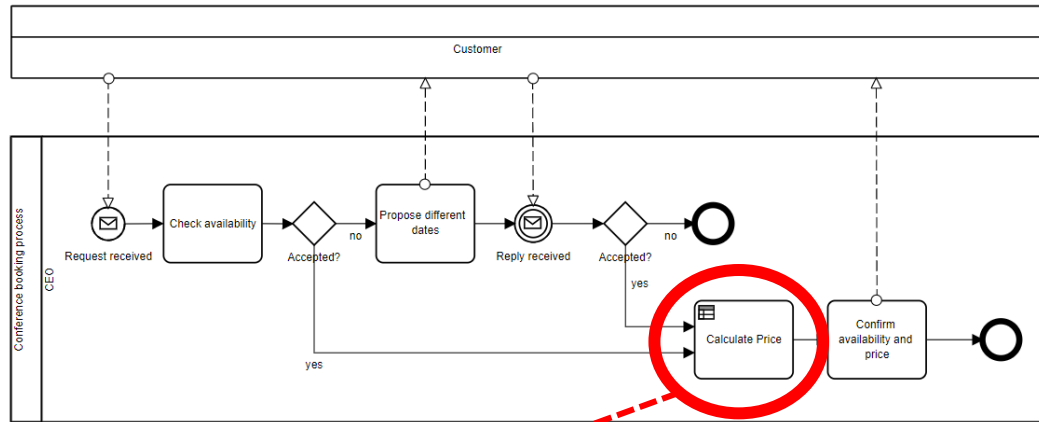 Customer
Conference booking process
CEO
Request received
Check availability
Accepted?
no
yes
Propose different
dates
Reply received
Accepted?
no
yes
Calculate Price
Confirm
availability and
price